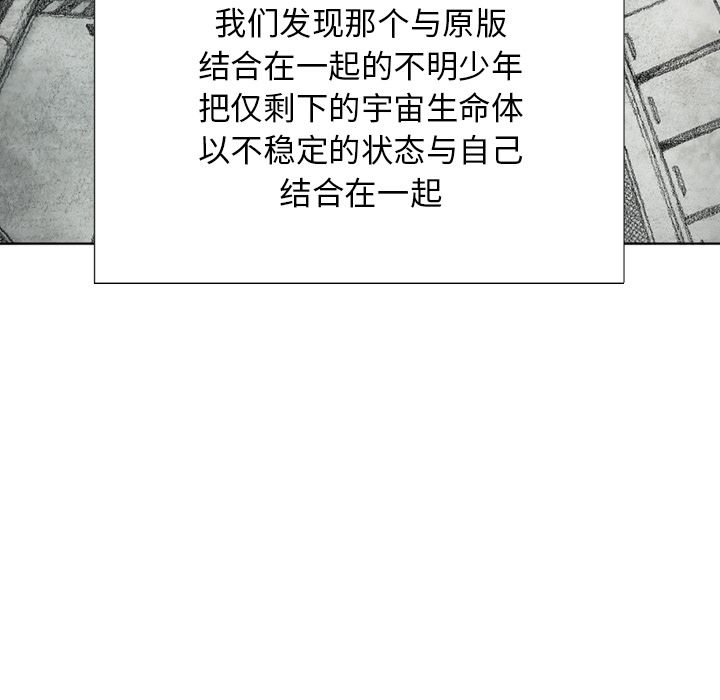 我们发现那个与原版
结合在一起的不明少年
把仅剩下的宇宙生命体
以不稳定的状态与自己
结合在一起